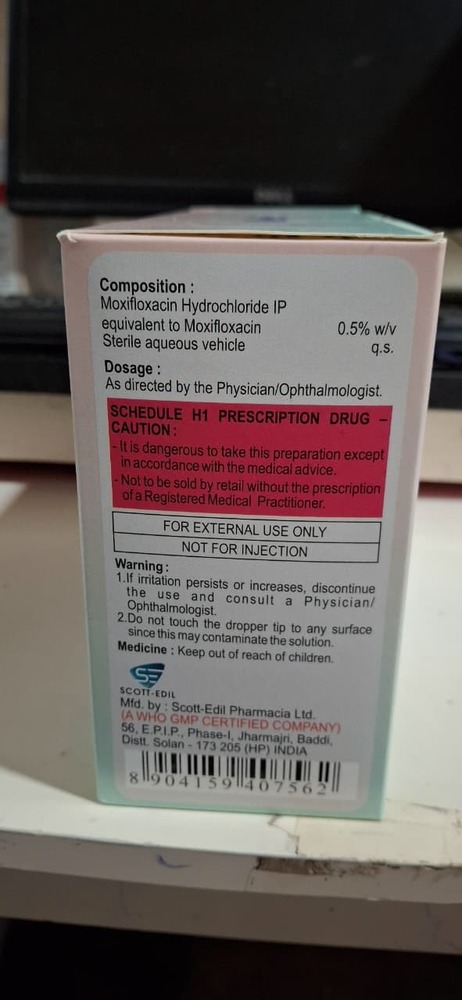 Composition :
Moxifloxacin Hydrochloride IP
equivalent to Moxifloxacin 0.5% w/v
Sterile aqueous vehicle q.s.
Dosage :
As directed by the Physician/Ophthalmologist.
SCHEDULE H1 PRESCRIPTION DRUG –
CAUTION :
- It is dangerous to take this preparation except
in accordance with the medical advice.
- Not to be sold by retail without the prescription
of a Registered Medical Practitioner.
FOR EXTERNAL USE ONLY
NOT FOR INJECTION
Warning :
1.If irritation persists or increases, discontinue
the use and consult a Physician/
Ophthalmologist.
2.Do not touch the dropper tip to any surface
since this may contaminate the solution.
Medicine : Keep out of reach of children.
SE
SCOTT-EDIL
Mfd. by : Scott-Edil Pharmacia Ltd.
(A WHO GMP CERTIFIED COMPANY)
56, E.P.I.P., Phase-I, Jharmajri, Baddi,
Distt. Solan - 173 205 (HP) INDIA
8 904159 407562